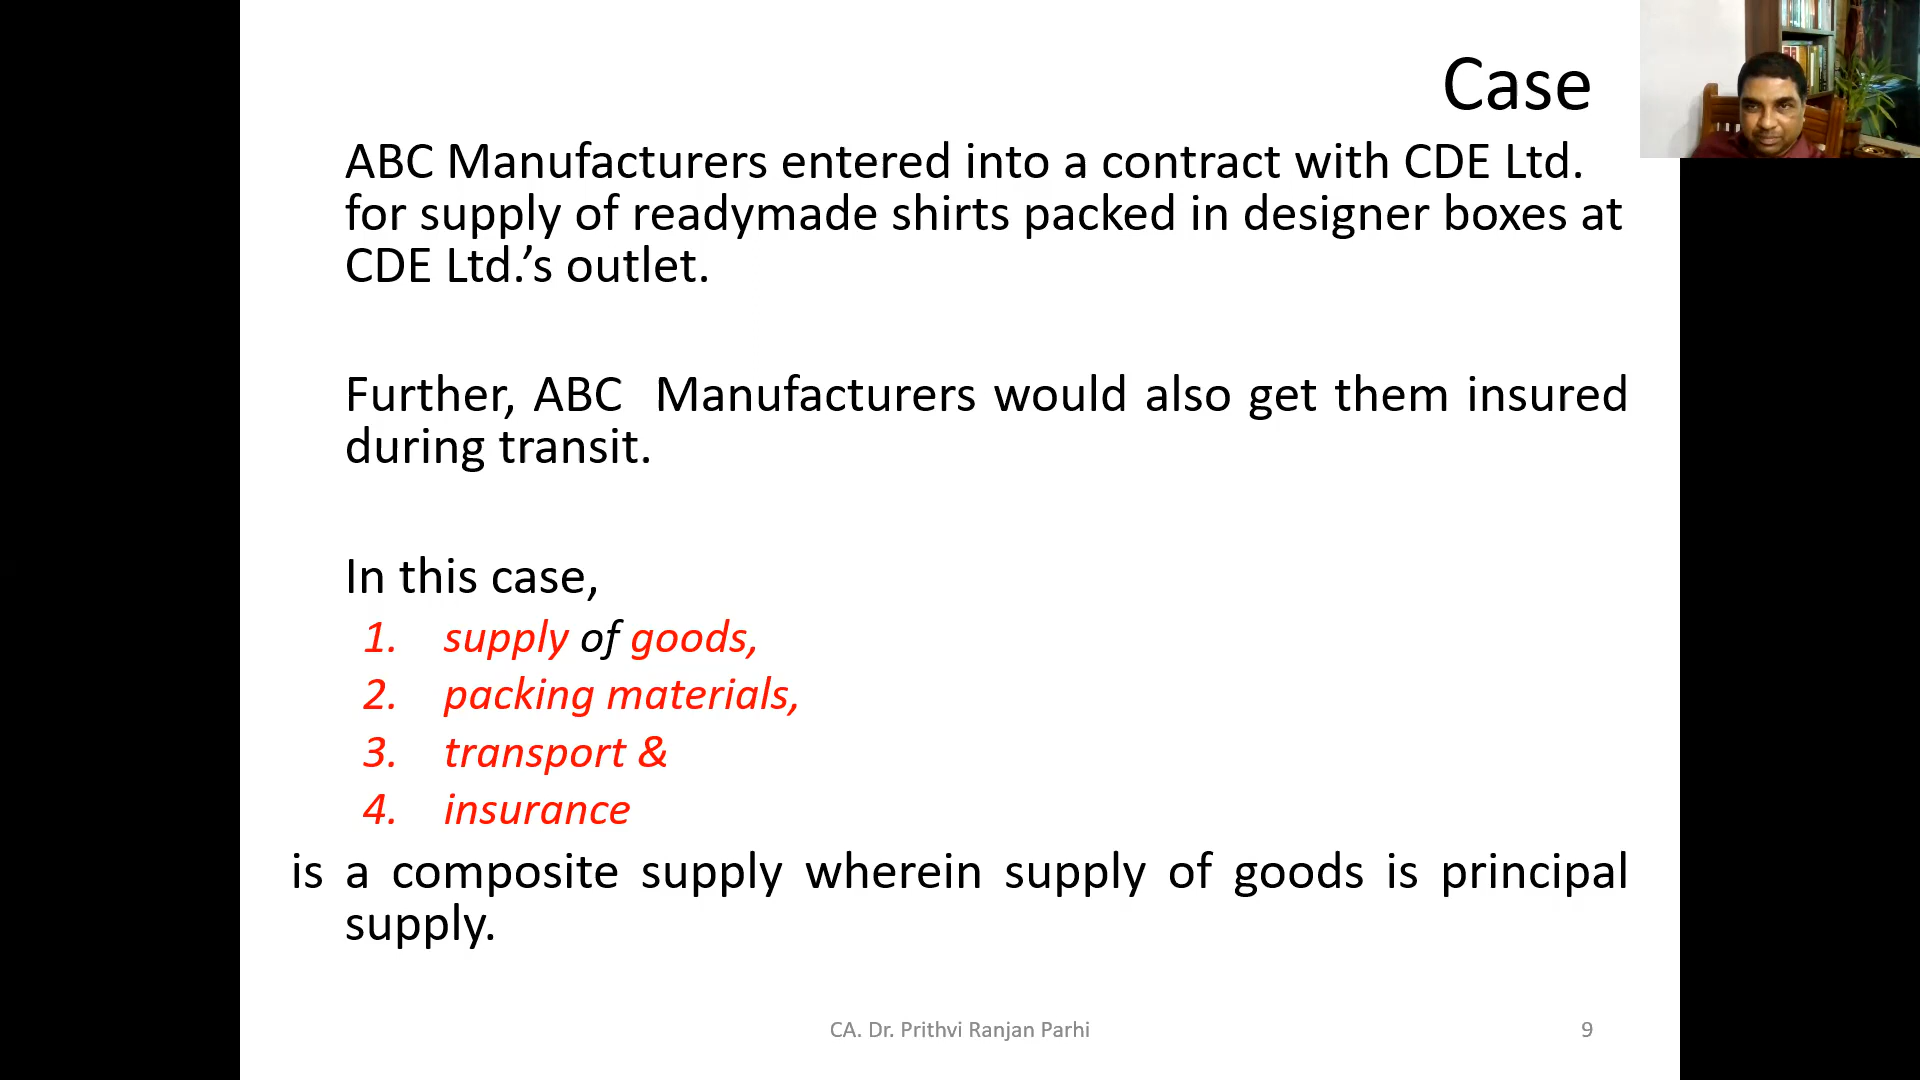 Case
ABC Manufacturers entered into a contract with CDE Ltd.
for supply of readymade shirts packed in designer boxes at
CDE Ltd.’s outlet.
Further, ABC Manufacturers would also get them insured
during transit.
In this case,
1. supply of goods,
2. packing materials,
3. transport &
4. insurance
is a composite supply wherein supply of goods is principal
supply.
CA. Dr. Prithvi Ranjan Parhi
9